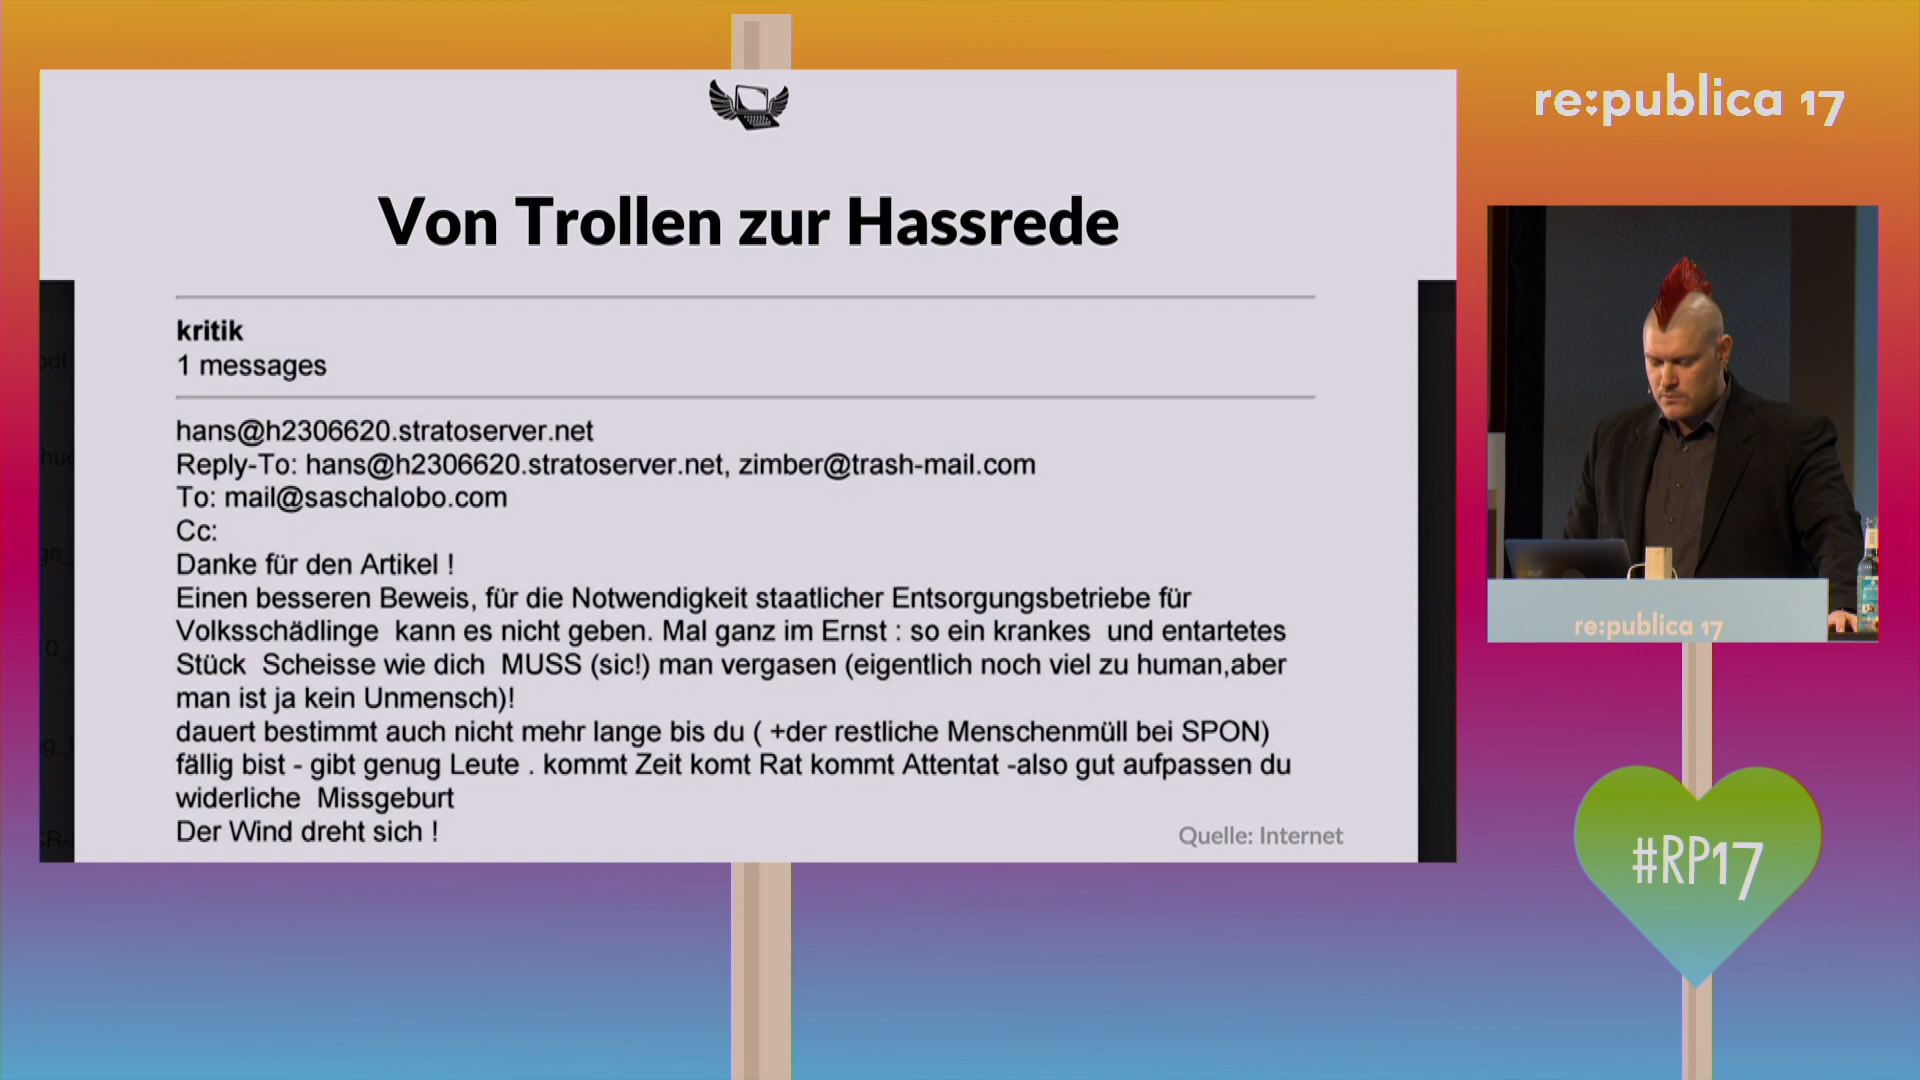 re:publica 17
Von Trollen zur Hassrede
kritik
1 messages
hans@h2306620.stratoserver.net
Reply-To: hans@h2306620.stratoserver.net, zimber@trash-mail.com
To: mail@saschalobo.com
Cc:
Danke für den Artikel !
Einen besseren Beweis, für die Notwendigkeit staatlicher Entsorgungsbetriebe für
Volksschädlinge kann es nicht geben. Mal ganz im Ernst : so ein krankes und entartetes
Stück Scheisse wie dich MUSS (sic!) man vergasen (eigentlich noch viel zu human,aber
man ist ja kein Unmensch)!
dauert bestimmt auch nicht mehr lange bis du ( +der restliche Menschenmüll bei SPON)
fällig bist - gibt genug Leute . kommt Zeit komt Rat kommt Attentat -also gut aufpassen du
widerliche Missgeburt
Der Wind dreht sich !
Quelle: Internet
re:publica 17
#RP17